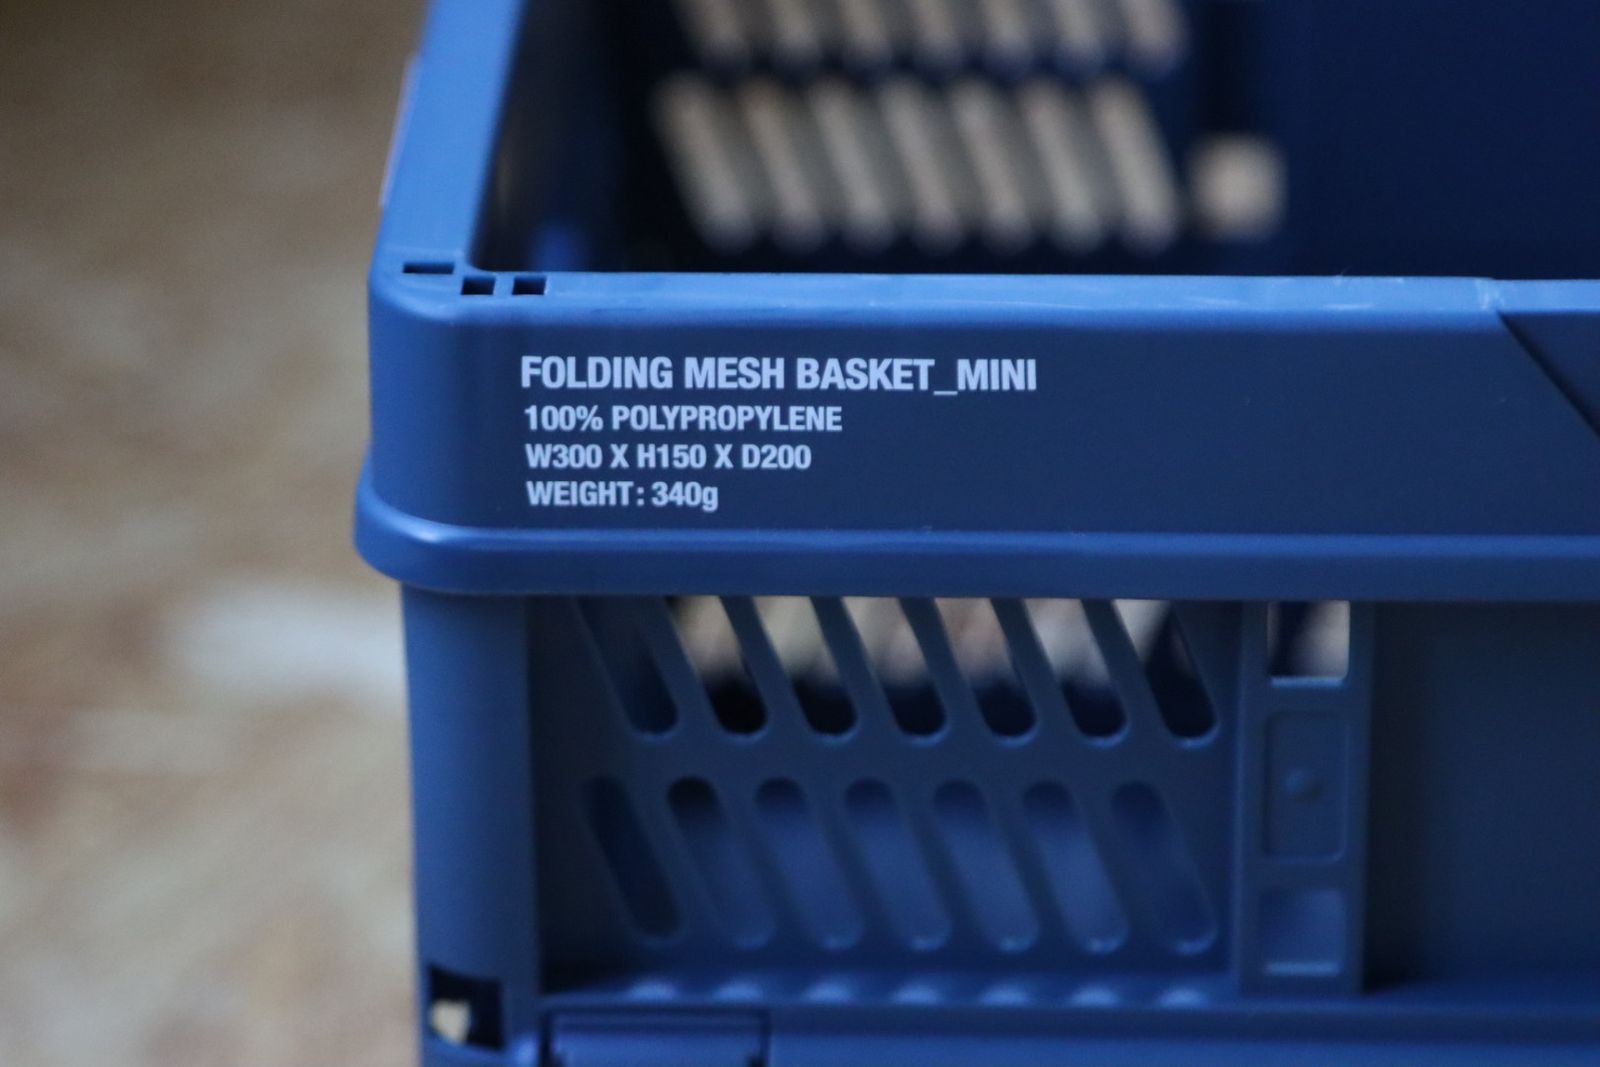 FOLDING MESH BASKET_MINI
100% POLYPROPYLENE
W300 X H150 X D200
WEIGHT: 340g